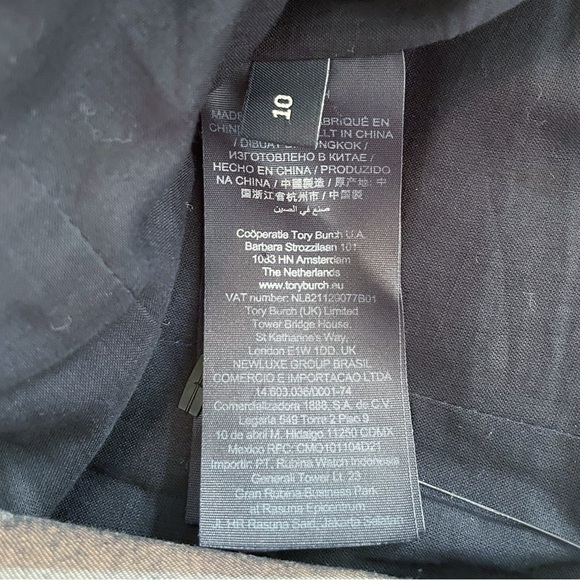 10
MADE
FABRIQUÉ EN
CHINE
IN CHINA
/ DIBUAT DI
/
ИЗГОТОВЛЕНО В КИТАЕ /
HECHO EN CHINA / PRODUZIDO
NA CHINA / 中國製造 / 原产地: 中
国浙江省杭州市 / 中國製
صنع في الصين
Coöperatie Tory Burch U.A.
Barbara Strozzilaan 101
1083 HN Amsterdam
The Netherlands
www.toryburch.eu
VAT number: NL821129077B01
Tory Burch (UK) Limited
Tower Bridge House,
St Katharine's Way,
London E1W 1DD. UK
NEWLUXE GROUP BRASIL
COMERCIO E IMPORTACAO LTDA
14.603.036/0001-74
Comercializadora 1888, S.A. de C.V.
Legaria 549 Torre 2 Piso 9
10 de abril M. Hidalgo 11250 CDMX
Mexico RFC: CMQ101104D21
Importir: PT. Rubina Witech Indonesia
Generali Tower Lt. 23
Gran Rubina Business Park
at Rasuna Epicentrum
Jl. HR Rasuna Said, Jakarta Selatan